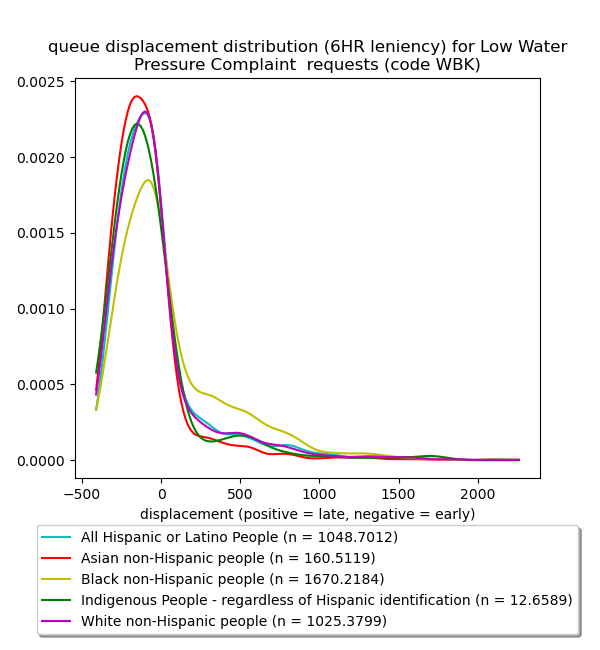 queue displacement distribution (6HR leniency) for Low Water
Pressure Complaint  requests (code WBK)
0.0025
0.0020
0.0015
0.0010
0.0005
0.0000
−500 0 500 1000 1500 2000
displacement (positive = late, negative = early)
All Hispanic or Latino People (n = 1048.7012)
Asian non-Hispanic people (n = 160.5119)
Black non-Hispanic people (n = 1670.2184)
Indigenous People - regardless of Hispanic identification (n = 12.6589)
White non-Hispanic people (n = 1025.3799)